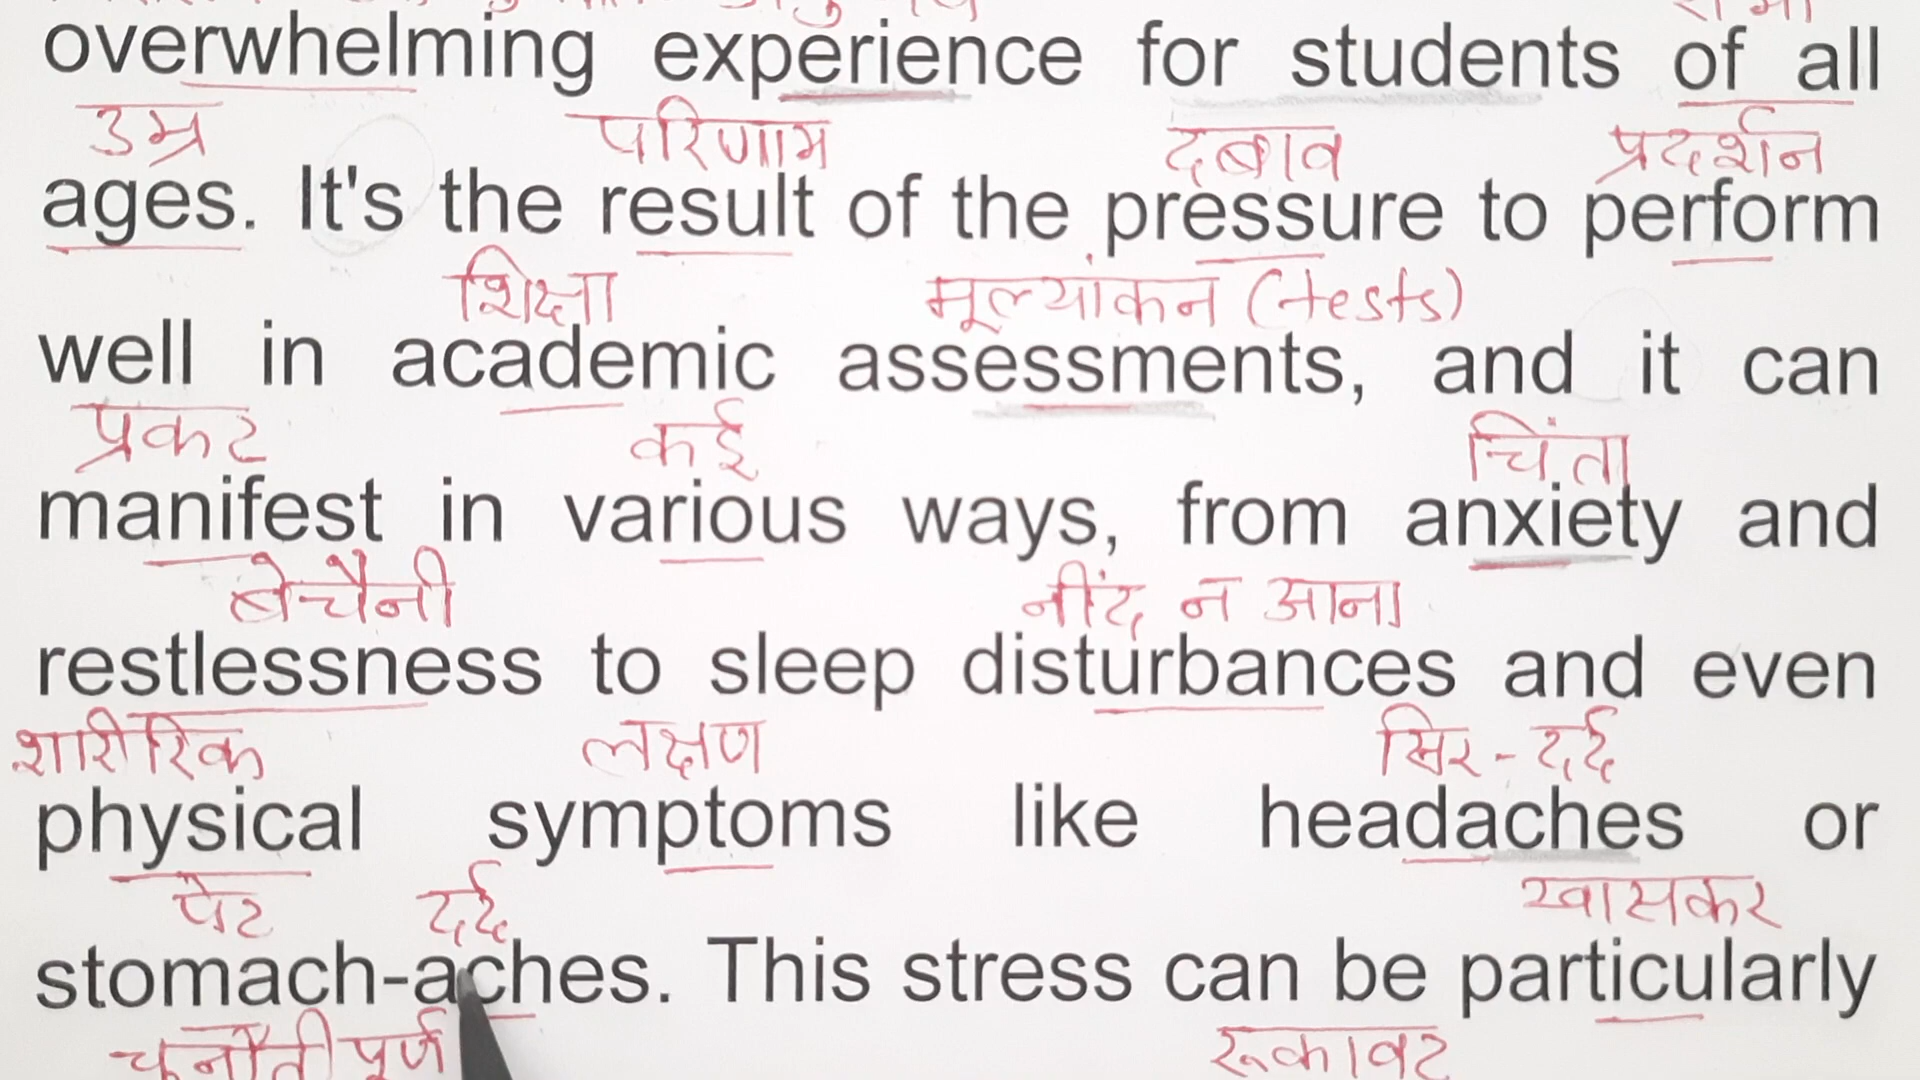 overwhelming experience for students of all
उम्र परिणाम दबाव प्रदर्शन
ages. It's the result of the pressure to perform
शिक्षा मूल्यांकन (tests)
well in academic assessments, and it can
प्रकट कई चिंता
manifest in various ways, from anxiety and
बेचैनी नींद न आना
restlessness to sleep disturbances and even
शारीरिक लक्षण सिर-दर्द
physical symptoms like headaches or
पेट दर्द खासकर
stomach-aches. This stress can be particularly
चुनौतीपूर्ण रूकावट